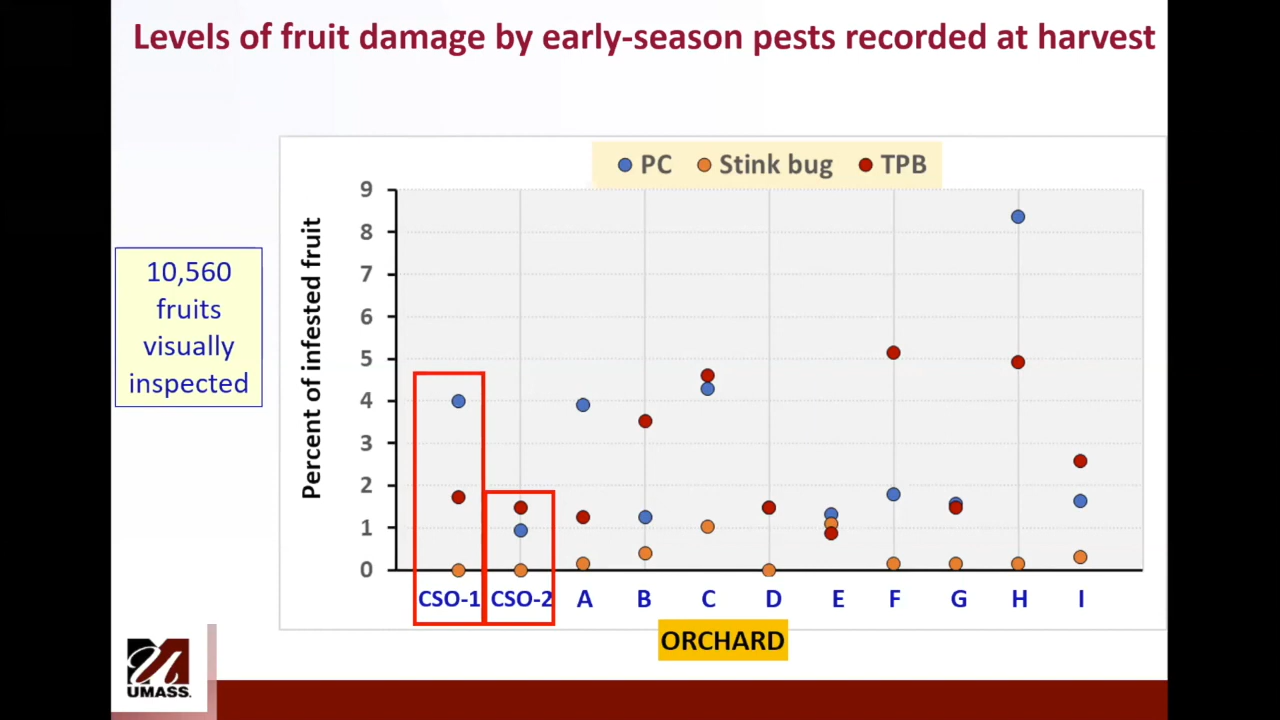 Levels of fruit damage by early-season pests recorded at harvest
10,560
fruits
visually
inspected
PC Stink bug TPB
Percent of infested fruit
9
8
7
6
5
4
3
2
1
0
CSO-1 CSO-2 A B C D E F G H I
ORCHARD
UMASS.